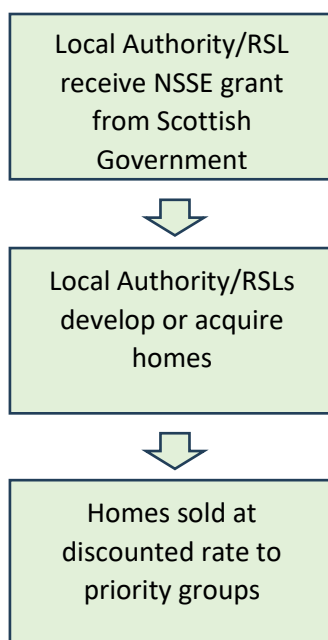 Local Authority/RSL
receive NSSE grant
from Scottish
Government
Local Authority/RSLs
develop or acquire
homes
Homes sold at
discounted rate to
priority groups